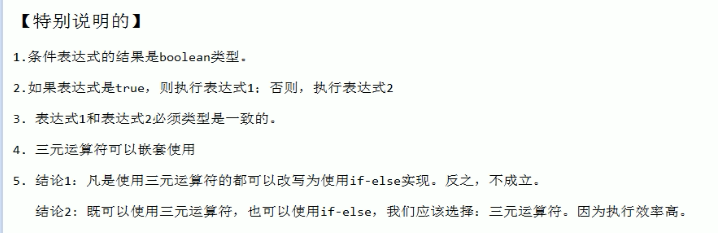 【特别说明的】
1.条件表达式的结果是boolean类型。
2.如果表达式是true，则执行表达式1；否则，执行表达式2
3. 表达式1和表达式2必须类型是一致的。
4. 三元运算符可以嵌套使用
5. 结论1：凡是使用三元运算符的都可以改写为使用if-else实现。反之，不成立。
结论2：既可以使用三元运算符，也可以使用if-else，我们应该选择：三元运算符。因为执行效率高。